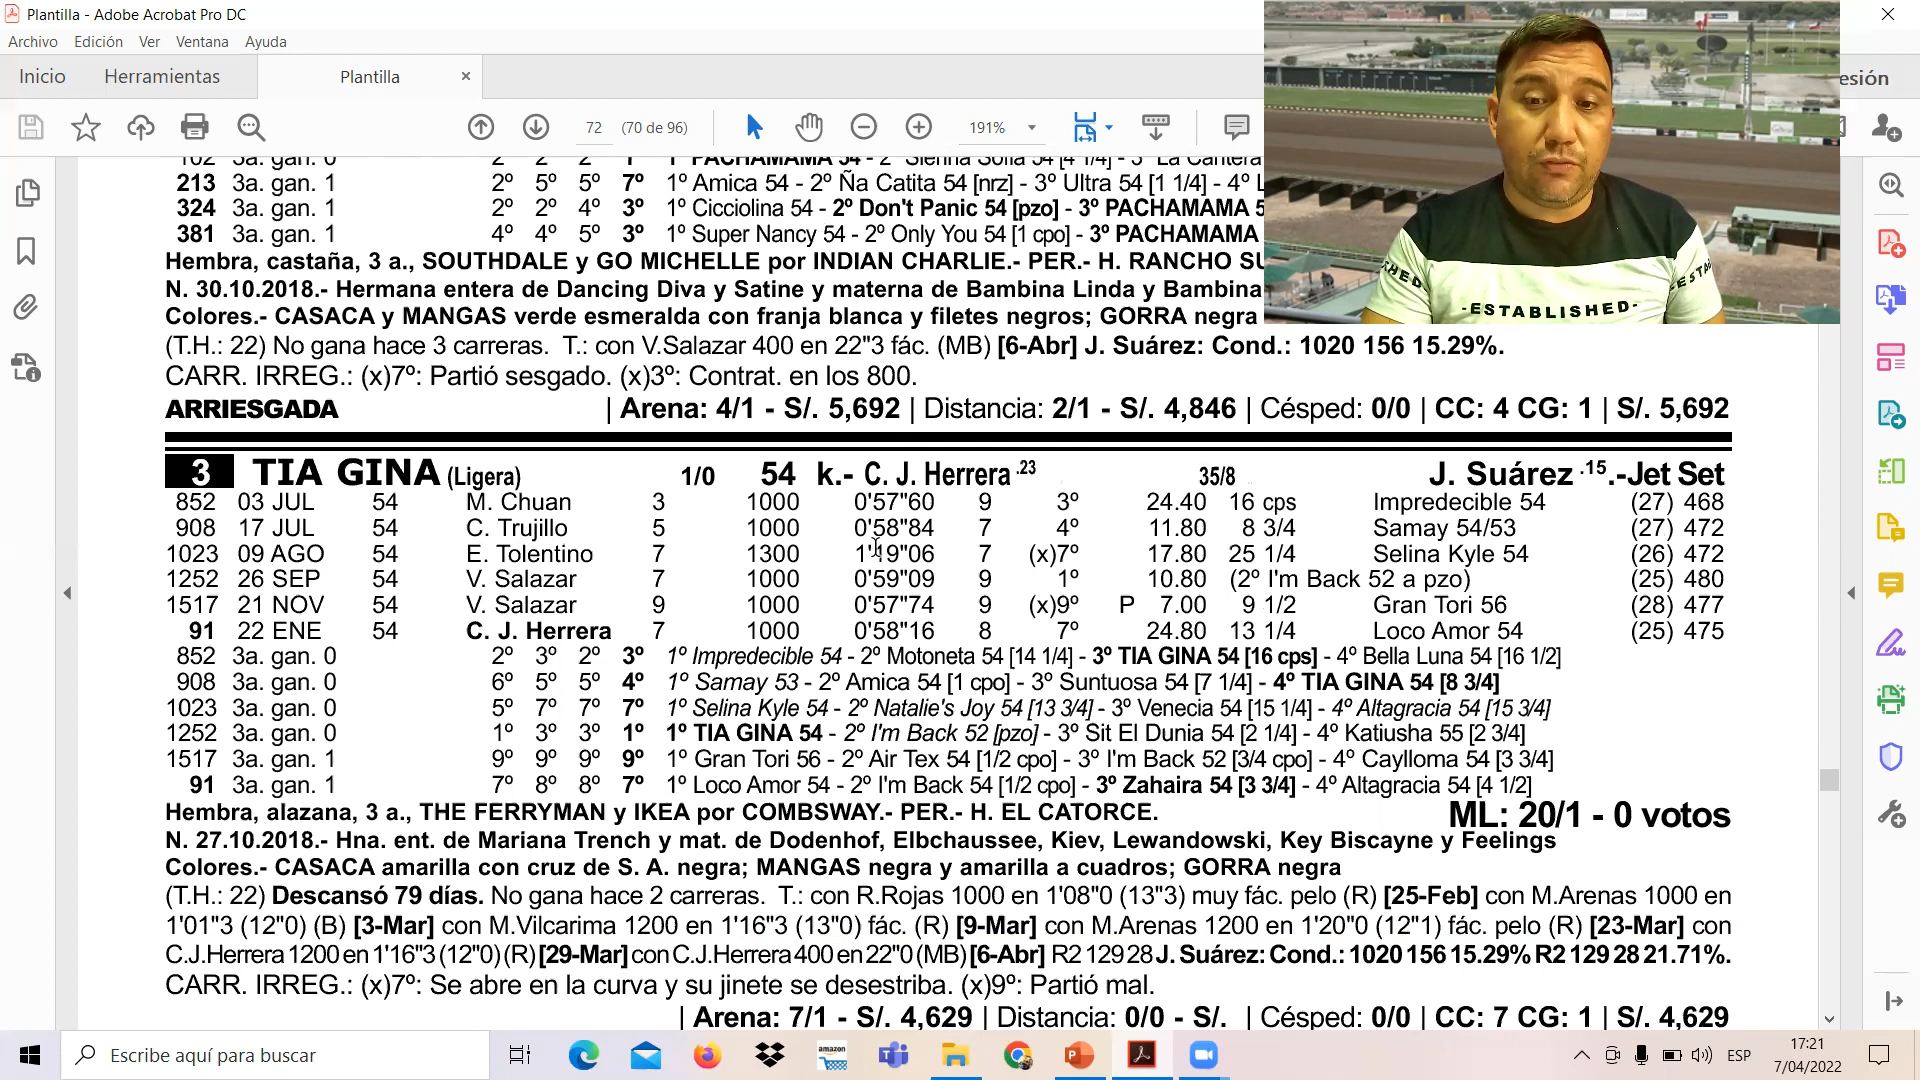 Plantilla - Adobe Acrobat Pro DC
Archivo Edición Ver Ventana Ayuda
Inicio Herramientas Plantilla × esión
72 (70 de 96) 191%
102 3a. gan. 0 2º 2º 2º 1º 1º PACHAMAMA 54 - 2º Sienna Sofia 54 [4 1/4] - 3º La Cantera
213 3a. gan. 1 2º 5º 5º 7º 1º Amica 54 - 2º Ña Catita 54 [nrz] - 3º Ultra 54 [1 1/4] - 4º L
324 3a. gan. 1 2º 2º 4º 3º 1º Cicciolina 54 - 2º Don't Panic 54 [pzo] - 3º PACHAMAMA 5
381 3a. gan. 1 4º 4º 5º 3º 1º Super Nancy 54 - 2º Only You 54 [1 cpo] - 3º PACHAMAMA
Hembra, castaña, 3 a., SOUTHDALE y GO MICHELLE por INDIAN CHARLIE.- PER.- H. RANCHO SU
N. 30.10.2018.- Hermana entera de Dancing Diva y Satine y materna de Bambina Linda y Bambina
Colores.- CASACA y MANGAS verde esmeralda con franja blanca y filetes negros; GORRA negra
(T.H.: 22) No gana hace 3 carreras. T.: con V.Salazar 400 en 22"3 fác. (MB) [6-Abr] J. Suárez: Cond.: 1020 156 15.29%.
CARR. IRREG.: (x)7º: Partió sesgado. (x)3º: Contrat. en los 800.
ARRIESGADA | Arena: 4/1 - S/. 5,692 | Distancia: 2/1 - S/. 4,846 | Césped: 0/0 | CC: 4 CG: 1 | S/. 5,692
3 TIA GINA (Ligera) 1/0 54 k.- C. J. Herrera .23 35/8 J. Suárez .15.-Jet Set
852 03 JUL 54 M. Chuan 3 1000 0'57"60 9 3º 24.40 16 cps Impredecible 54 (27) 468
908 17 JUL 54 C. Trujillo 5 1000 0'58"84 7 4º 11.80 8 3/4 Samay 54/53 (27) 472
1023 09 AGO 54 E. Tolentino 7 1300 1'19"06 7 (x)7º 17.80 25 1/4 Selina Kyle 54 (26) 472
1252 26 SEP 54 V. Salazar 7 1000 0'59"09 9 1º 10.80 (2º I'm Back 52 a pzo) (25) 480
1517 21 NOV 54 V. Salazar 9 1000 0'57"74 9 (x)9º P 7.00 9 1/2 Gran Tori 56 (28) 477
91 22 ENE 54 C. J. Herrera 7 1000 0'58"16 8 7º 24.80 13 1/4 Loco Amor 54 (25) 475
852 3a. gan. 0 2º 3º 2º 3º 1º Impredecible 54 - 2º Motoneta 54 [14 1/4] - 3º TIA GINA 54 [16 cps] - 4º Bella Luna 54 [16 1/2]
908 3a. gan. 0 6º 5º 5º 4º 1º Samay 53 - 2º Amica 54 [1 cpo] - 3º Suntuosa 54 [7 1/4] - 4º TIA GINA 54 [8 3/4]
1023 3a. gan. 0 5º 7º 7º 7º 1º Selina Kyle 54 - 2º Natalie's Joy 54 [13 3/4] - 3º Venecia 54 [15 1/4] - 4º Altagracia 54 [15 3/4]
1252 3a. gan. 0 1º 3º 3º 1º 1º TIA GINA 54 - 2º I'm Back 52 [pzo] - 3º Sit El Dunia 54 [2 1/4] - 4º Katiusha 55 [2 3/4]
1517 3a. gan. 1 9º 9º 9º 9º 1º Gran Tori 56 - 2º Air Tex 54 [1/2 cpo] - 3º I'm Back 52 [3/4 cpo] - 4º Caylloma 54 [3 3/4]
91 3a. gan. 1 7º 8º 8º 7º 1º Loco Amor 54 - 2º I'm Back 54 [1/2 cpo] - 3º Zahaira 54 [3 3/4] - 4º Altagracia 54 [4 1/2]
Hembra, alazana, 3 a., THE FERRYMAN y IKEA por COMBSWAY.- PER.- H. EL CATORCE. ML: 20/1 - 0 votos
N. 27.10.2018.- Hna. ent. de Mariana Trench y mat. de Dodenhof, Elbchaussee, Kiev, Lewandowski, Key Biscayne y Feelings
Colores.- CASACA amarilla con cruz de S. A. negra; MANGAS negra y amarilla a cuadros; GORRA negra
(T.H.: 22) Descansó 79 días. No gana hace 2 carreras. T.: con R.Rojas 1000 en 1'08"0 (13"3) muy fác. pelo (R) [25-Feb] con M.Arenas 1000 en
1'01"3 (12"0) (B) [3-Mar] con M.Vilcarima 1200 en 1'16"3 (13"0) fác. (R) [9-Mar] con M.Arenas 1200 en 1'20"0 (12"1) fác. pelo (R) [23-Mar] con
C.J.Herrera 1200 en 1'16"3 (12"0) (R) [29-Mar] con C.J.Herrera 400 en 22"0 (MB) [6-Abr] R2 129 28 J. Suárez: Cond.: 1020 156 15.29% R2 129 28 21.71%.
CARR. IRREG.: (x)7º: Se abre en la curva y su jinete se desestriba. (x)9º: Partió mal.
| Arena: 7/1 - S/. 4,629 | Distancia: 0/0 - S/. | Césped: 0/0 | CC: 7 CG: 1 | S/. 4,629
-ESTABLISHED-
Escribe aquí para buscar
amazon
ESP
17:21
7/04/2022